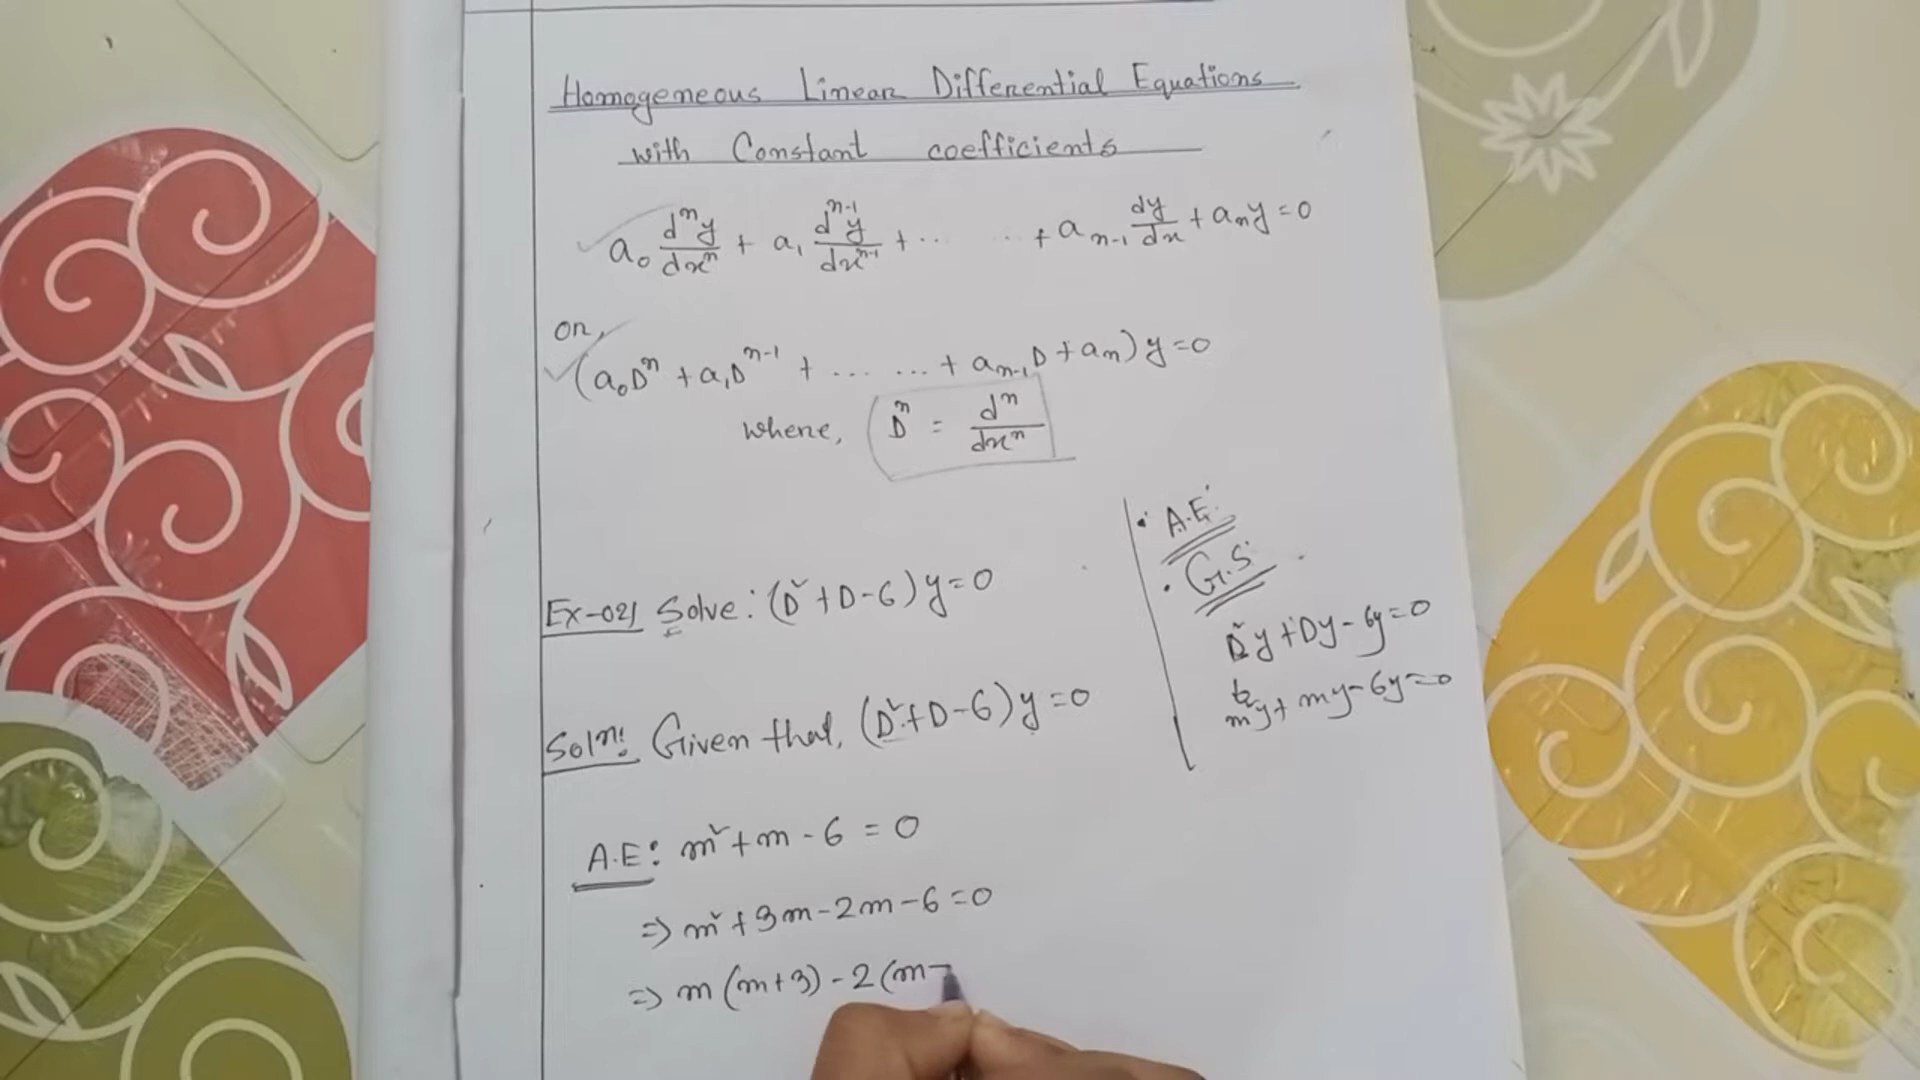 Homogeneous Linear Differential Equations
with Constant coefficients
a₀ dⁿy/dxⁿ + a₁ dⁿ⁻¹y/dxⁿ⁻¹ + ... ... + aₙ₋₁ dy/dx + aₙy = 0
or,
(a₀Dⁿ + a₁Dⁿ⁻¹ + ... ... + aₙ₋₁D + aₙ) y = 0
where, Dⁿ = dⁿ/dxⁿ
• A.E.
• G.S.
Ex-02) Solve: (D² + D - 6) y = 0
D²y + Dy - 6y = 0
m²y + my - 6y = 0
Solⁿ: Given that, (D² + D - 6) y = 0
A.E: m² + m - 6 = 0
⇒ m² + 3m - 2m - 6 = 0
⇒ m (m + 3) - 2 (m